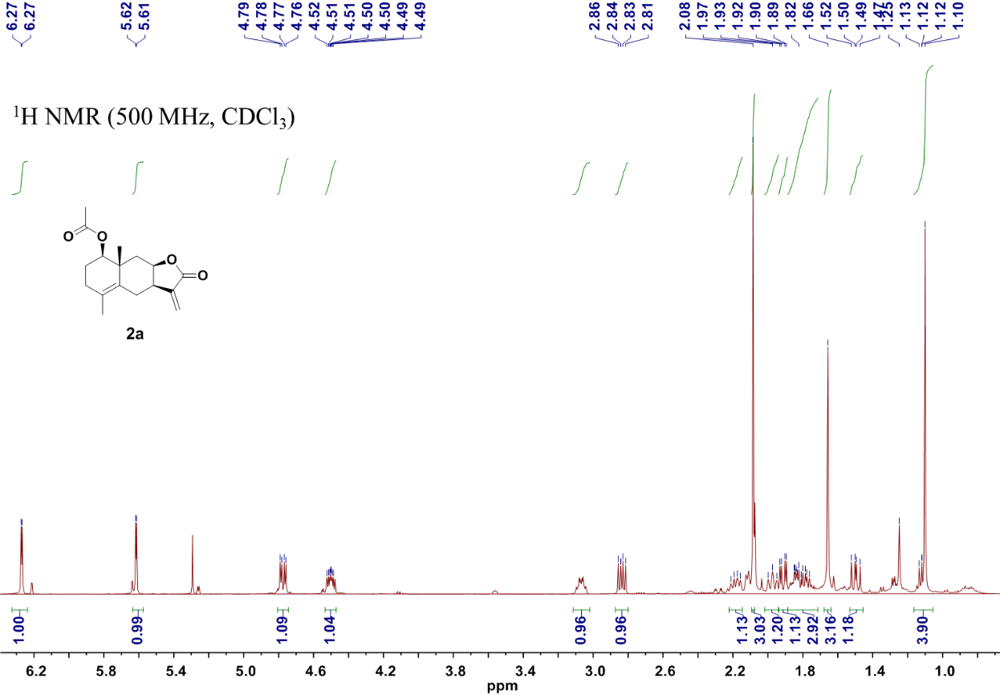 6.27 6.27 5.62 5.61 4.79 4.78 4.77 4.76 4.52 4.51 4.51 4.50 4.50 4.49 4.49 2.86 2.84 2.83 2.81 2.08 1.97 1.93 1.92 1.90 1.89 1.82 1.66 1.52 1.50 1.49 1.47 1.25 1.13 1.12 1.12 1.10
¹H NMR (500 MHz, CDCl₃)
O
O
O
O
2a
1.00 0.99 1.09 1.04 0.96 0.96 1.13 3.03 1.20 1.13 2.92 3.16 1.18 3.90
6.2 5.8 5.4 5.0 4.6 4.2 3.8 3.4 3.0 2.6 2.2 1.8 1.4 1.0
ppm